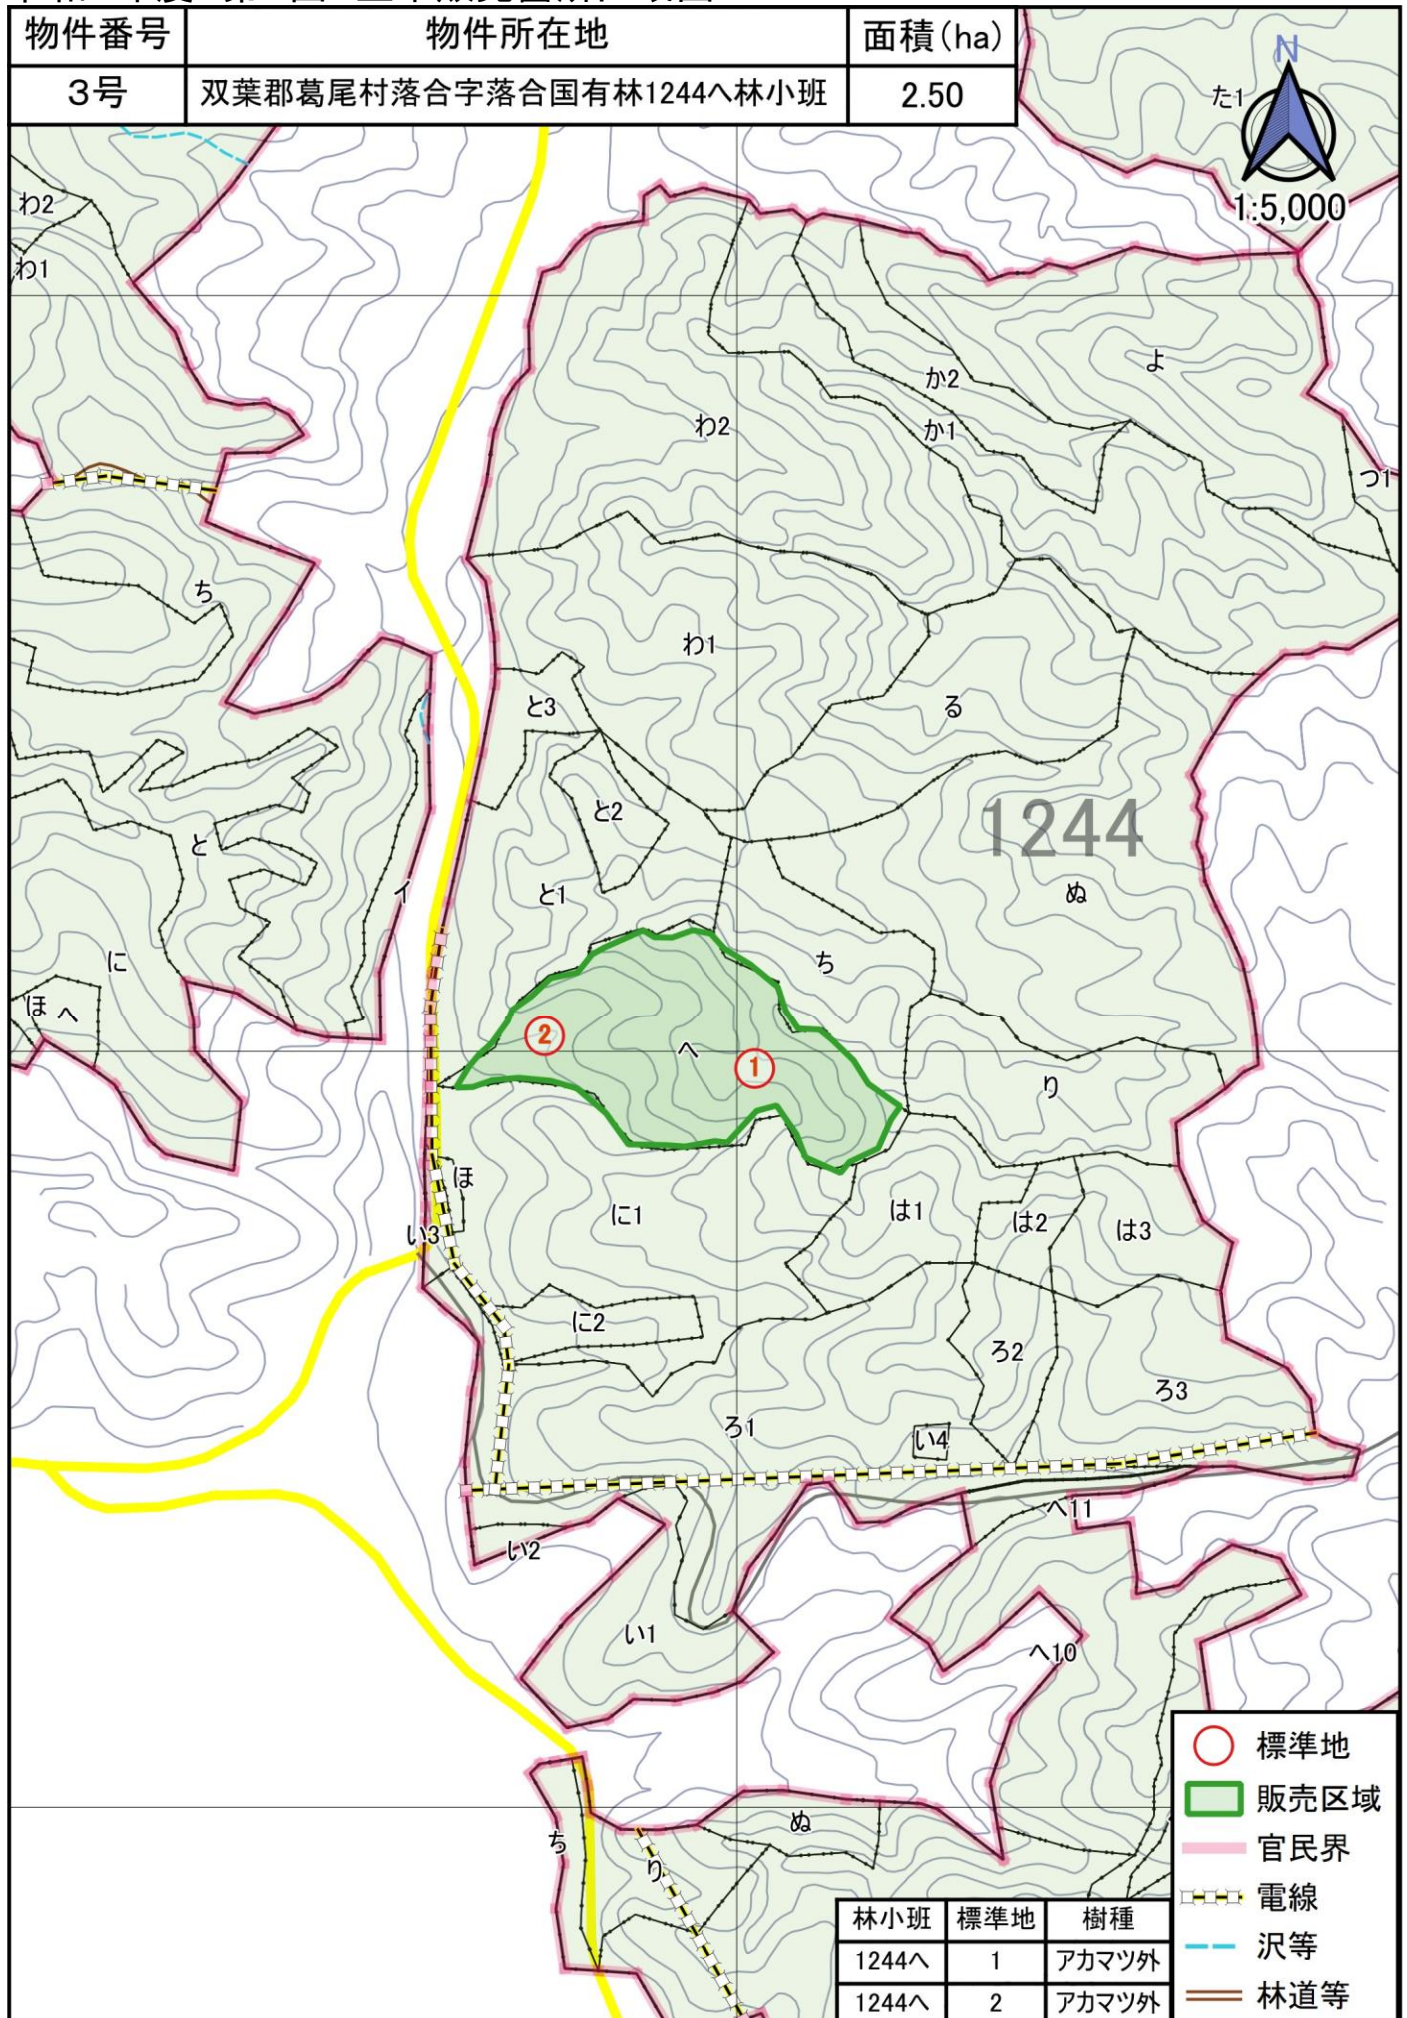 物件番号 物件所在地 面積(ha)
3号 双葉郡葛尾村落合字落合国有林1244へ林小班 2.50
N
た1
1:5,000
わ2
わ1
よ
か2
か1
わ2
つ1
ち
わ1
と3
る
と2
1244
と
と1
イ
ぬ
に
ち
ほ
へ
2
へ
1
り
ほ
に1
は1
は2
は3
い3
に2
ろ2
ろ3
ろ1
い4
へ11
い2
い1
へ10
ぬ
ち
り
標準地
販売区域
官民界
電線
沢等
林道等
林小班 標準地 樹種
1244へ 1 アカマツ外
1244へ 2 アカマツ外